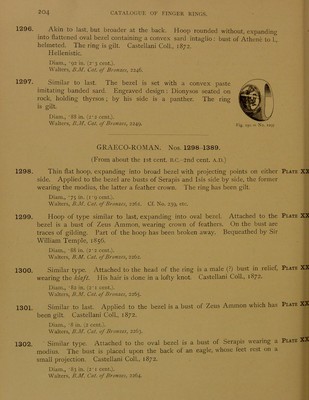 204 CATALOGUE OF FINGER RINGS.
1296. Akin to last, but broader at the back. Hoop rounded without, expanding
into flattened oval bezel containing a convex sard intaglio: bust of Athene to l.,
helmeted. The ring is gilt. Castellani Coll., 1872.
Hellenistic.
Diam.,
Walters, B.M. Cat. of Bronzes, 2246.
1297. Similar to last. The bezel is set with a convex paste
imitating banded sard. Engraved design: Dionysos seated on
rock, holding thyrsos; by his side is a panther. The ring
is gilt.
Diam., ·88 in. (2·2 cent.).
Walters, B.M. Cat. of Bronzes, 2249.
GRAECO-ROMAN. Nos. 1298-1389.
(From about the 1st cent. B.C.-2nd cent. A.D.)
1298. Thin flat hoop, expanding into broad bezel with projecting points on either PLATE XX
side. Applied to the bezel are busts of Serapis and Isis side by side, the former
wearing the modius, the latter a feather crown. The ring has been gilt.
Diam., ·75 in. (1·9 cent.).
Walters, B.M. Cat. of Bronzes, 2261. Cf. No. 259, etc.
1299. Hoop of type similar to last, expanding into oval bezel. Attached to the PLATE XX
bezel is a bust of Zeus Ammon, wearing crown of feathers. On the bust are
traces of gilding. Part of the hoop has been broken away. Bequeathed by Sir
William Temple, 1856.
Diam., ·88 in. (2·2 cent.).
Walters, B.M. Cat. of Bronzes,
1300. Similar type. Attached to the head of the ring is a male (?) bust in relief, PLATE XX
wearing the klaft. His hair is done in a lofty knot. Castellani Coll., 1872.
Diam., ·82 in. (2·1 cent.).
Walters, B.M. Cat. of Bronzes, 2265.
1301. Similar to last. Applied to the bezel is a bust of Zeus Ammon which has PLATE XX
been gilt. Castellani Coll., 1872.
Diam., ·8 in. (2 cent.).
Walters, B.M. Cat. of Bronzes, 2263.
1302. Similar type. Attached to the oval bezel is a bust of Serapis wearing a PLATE XX
modius. The bust is placed upon the back of an eagle, whose feet rest on a
small projection. Castellani Coll., 1872.
Diam., ·83 in. (2·1 cent.).
Walters, B.M. Cat. of Bronzes, 2264.